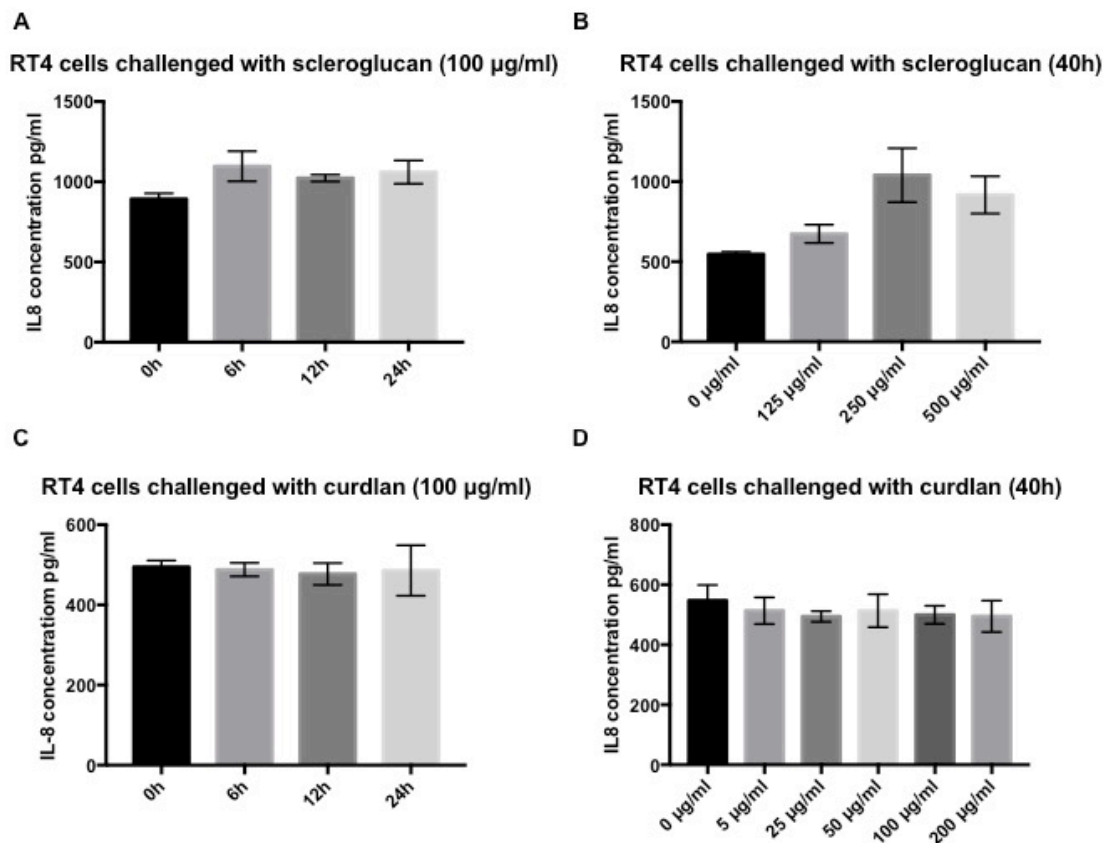 A
RT4 cells challenged with scleroglucan (100 µg/ml)
IL8 concentration pg/ml
1500
1000
500
0
0h
6h
12h
24h
B
RT4 cells challenged with scleroglucan (40h)
IL8 concentration pg/ml
1500
1000
500
0
0 µg/ml
125 µg/ml
250 µg/ml
500 µg/ml
C
RT4 cells challenged with curdlan (100 µg/ml)
IL-8 concentratiom pg/ml
600
400
200
0
0h
6h
12h
24h
D
RT4 cells challenged with curdlan (40h)
IL8 concentration pg/ml
800
600
400
200
0
0 µg/ml
5 µg/ml
25 µg/ml
50 µg/ml
100 µg/ml
200 µg/ml